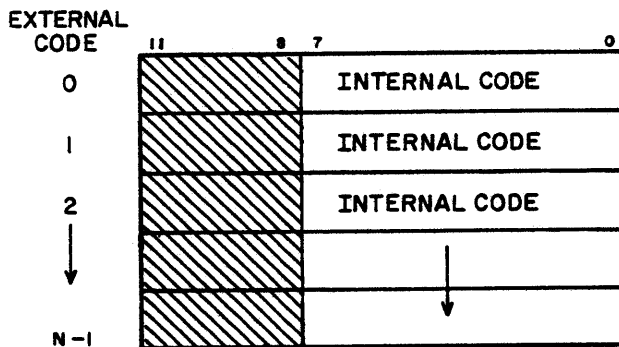 EXTERNAL
CODE
11 8 7 0
0 INTERNAL CODE
1 INTERNAL CODE
2 INTERNAL CODE
N-1